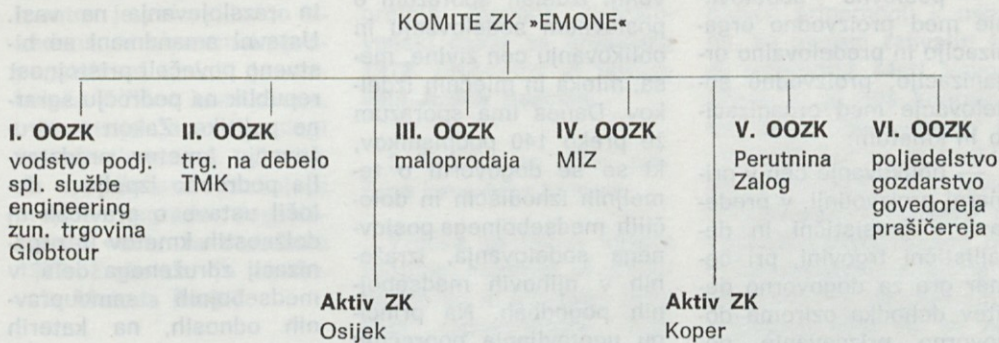 KOMITE ZK »EMONE«
I. OOZK
vodstvo podj.
spl. službe
engineering
zun. trgovina
Globtour
II. OOZK
trg. na debelo
TMK
III. OOZK
maloprodaja
IV. OOZK
MIZ
V. OOZK
Perutnina
Zalog
VI. OOZK
poljedelstvo
gozdarstvo
govedoreja
prašičereja
Aktiv ZK
Osijek
Aktiv ZK
Koper